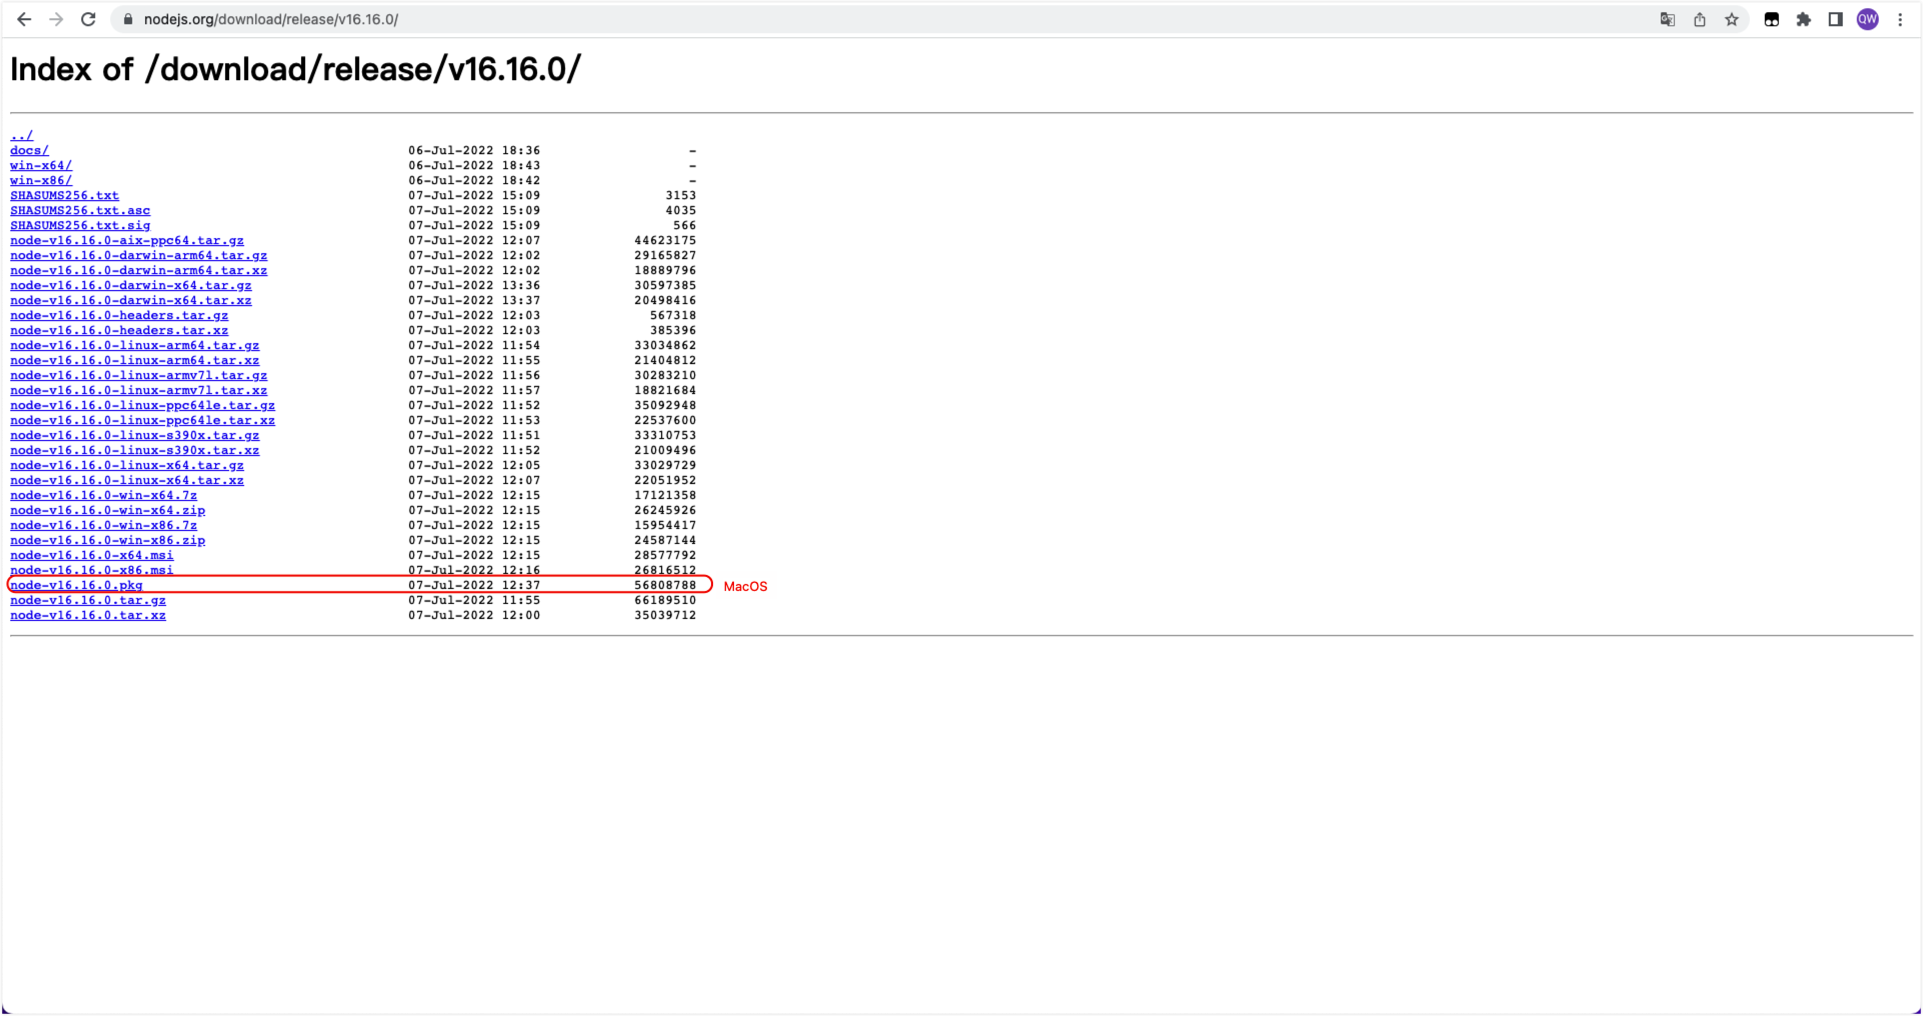 nodejs.org/download/release/v16.16.0/
QW
Index of /download/release/v16.16.0/
../
docs/ 06-Jul-2022 18:36 -
win-x64/ 06-Jul-2022 18:43 -
win-x86/ 06-Jul-2022 18:42 -
SHASUMS256.txt 07-Jul-2022 15:09 3153
SHASUMS256.txt.asc 07-Jul-2022 15:09 4035
SHASUMS256.txt.sig 07-Jul-2022 15:09 566
node-v16.16.0-aix-ppc64.tar.gz 07-Jul-2022 12:07 44623175
node-v16.16.0-darwin-arm64.tar.gz 07-Jul-2022 12:02 29165827
node-v16.16.0-darwin-arm64.tar.xz 07-Jul-2022 12:02 18889796
node-v16.16.0-darwin-x64.tar.gz 07-Jul-2022 13:36 30597385
node-v16.16.0-darwin-x64.tar.xz 07-Jul-2022 13:37 20498416
node-v16.16.0-headers.tar.gz 07-Jul-2022 12:03 567318
node-v16.16.0-headers.tar.xz 07-Jul-2022 12:03 385396
node-v16.16.0-linux-arm64.tar.gz 07-Jul-2022 11:54 33034862
node-v16.16.0-linux-arm64.tar.xz 07-Jul-2022 11:55 21404812
node-v16.16.0-linux-armv7l.tar.gz 07-Jul-2022 11:56 30283210
node-v16.16.0-linux-armv7l.tar.xz 07-Jul-2022 11:57 18821684
node-v16.16.0-linux-ppc64le.tar.gz 07-Jul-2022 11:52 35092948
node-v16.16.0-linux-ppc64le.tar.xz 07-Jul-2022 11:53 22537600
node-v16.16.0-linux-s390x.tar.gz 07-Jul-2022 11:51 33310753
node-v16.16.0-linux-s390x.tar.xz 07-Jul-2022 11:52 21009496
node-v16.16.0-linux-x64.tar.gz 07-Jul-2022 12:05 33029729
node-v16.16.0-linux-x64.tar.xz 07-Jul-2022 12:07 22051952
node-v16.16.0-win-x64.7z 07-Jul-2022 12:15 17121358
node-v16.16.0-win-x64.zip 07-Jul-2022 12:15 26245926
node-v16.16.0-win-x86.7z 07-Jul-2022 12:15 15954417
node-v16.16.0-win-x86.zip 07-Jul-2022 12:15 24587144
node-v16.16.0-x64.msi 07-Jul-2022 12:15 28577792
node-v16.16.0-x86.msi 07-Jul-2022 12:16 26816512
node-v16.16.0.pkg 07-Jul-2022 12:37 56808788 MacOS
node-v16.16.0.tar.gz 07-Jul-2022 11:55 66189510
node-v16.16.0.tar.xz 07-Jul-2022 12:00 35039712